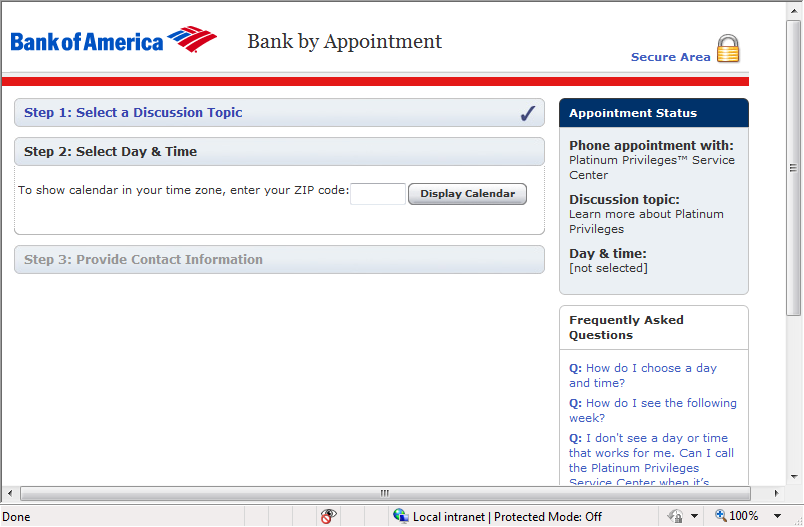 Bank of America
Bank by Appointment
Secure Area
Step 1: Select a Discussion Topic
Step 2: Select Day & Time
To show calendar in your time zone, enter your ZIP code:
Display Calendar
Step 3: Provide Contact Information
Appointment Status
Phone appointment with:
Platinum Privileges™ Service
Center
Discussion topic:
Learn more about Platinum
Privileges
Day & time:
[not selected]
Frequently Asked
Questions
Q: How do I choose a day
and time?
Q: How do I see the following
week?
Q: I don't see a day or time
that works for me. Can I call
the Platinum Privileges
Service Center when it's
Done
Local intranet | Protected Mode: Off
100%